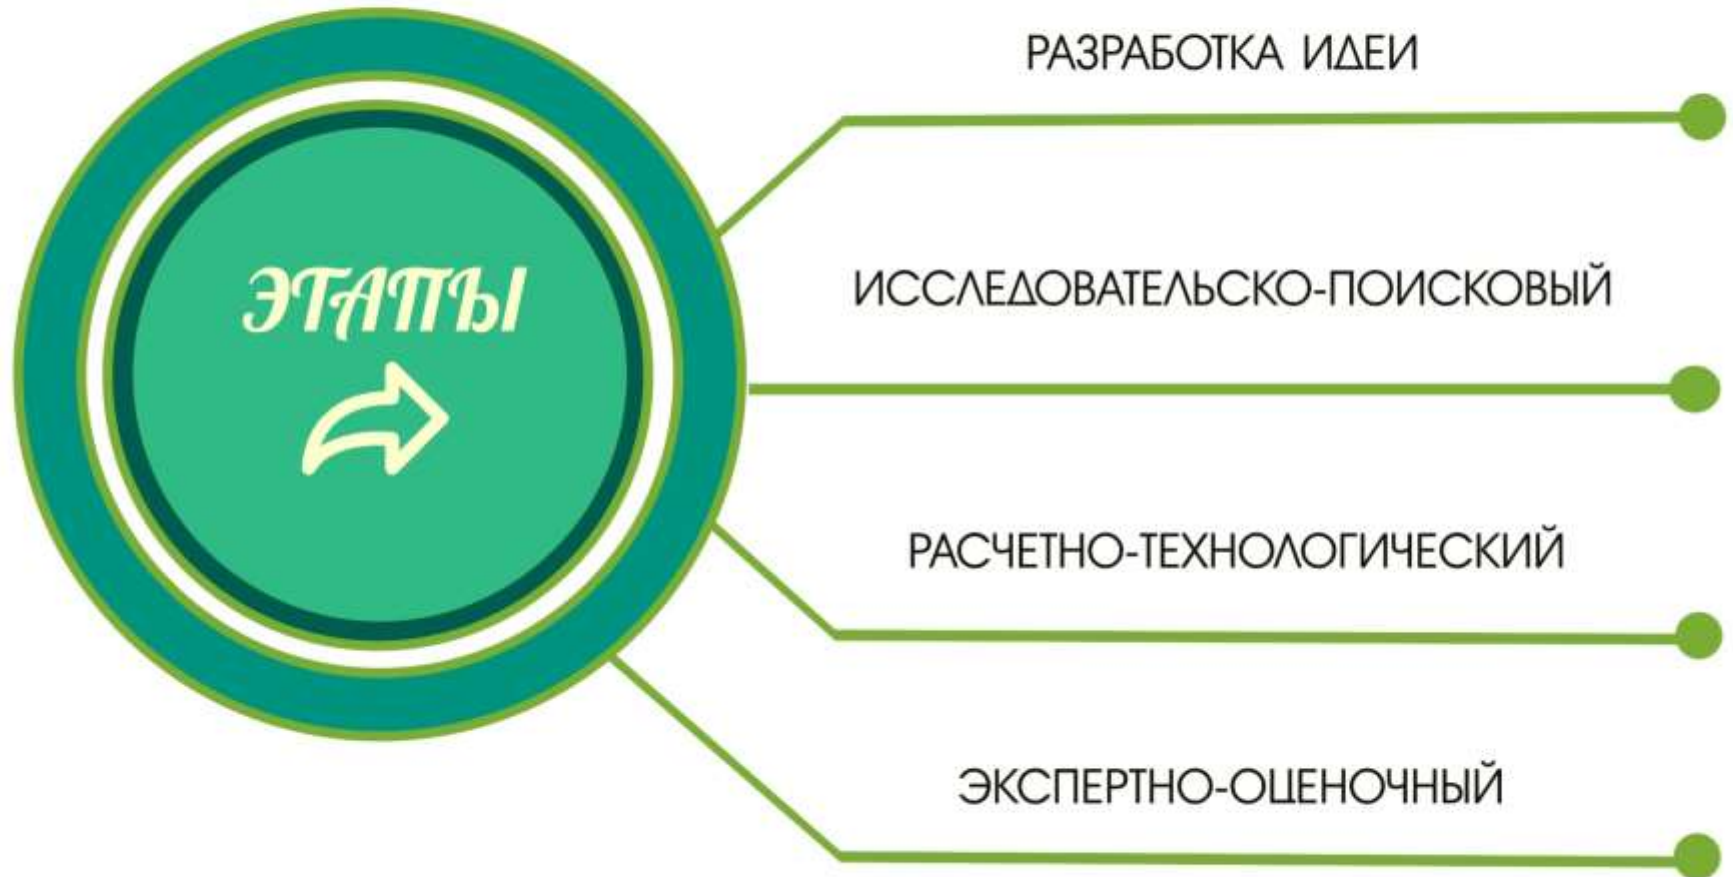 ЭТАПЫ
РАЗРАБОТКА ИДЕИ
ИССЛЕДОВАТЕЛЬСКО-ПОИСКОВЫЙ
РАСЧЕТНО-ТЕХНОЛОГИЧЕСКИЙ
ЭКСПЕРТНО-ОЦЕНОЧНЫЙ